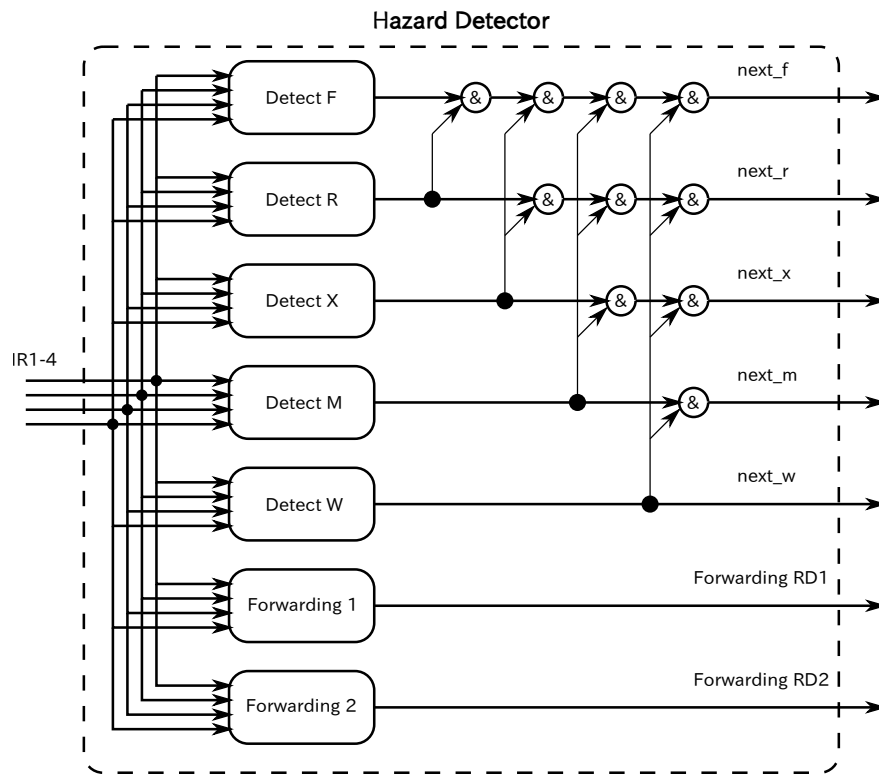 Hazard Detector
next_f
Detect F
&
&
&
&
next_r
Detect R
&
&
&
next_x
Detect X
&
&
IR1-4
next_m
Detect M
&
next_w
Detect W
Forwarding RD1
Forwarding 1
Forwarding RD2
Forwarding 2